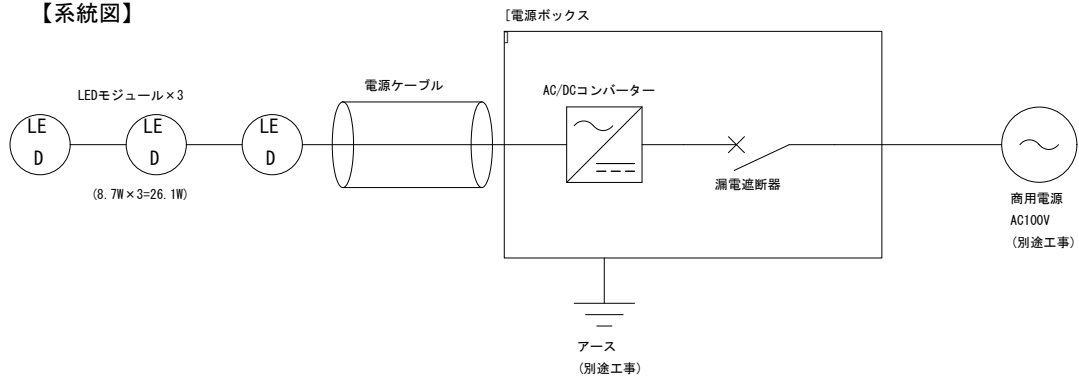 【系統図】
[電源ボックス
LEDモジュール×3
電源ケーブル
AC/DCコンバーター
LE
D
LE
D
LE
D
(8.7W×3=26.1W)
漏電遮断器
商用電源
AC100V
(別途工事)
アース
(別途工事)